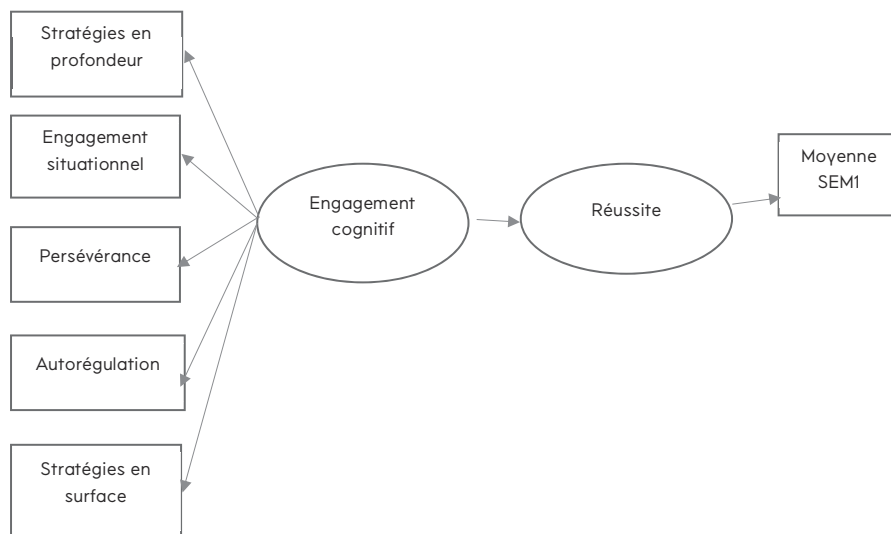 Stratégies en
profondeur
Engagement
situationnel
Persévérance
Autorégulation
Stratégies en
surface
Engagement
cognitif
Réussite
Moyenne
SEM1